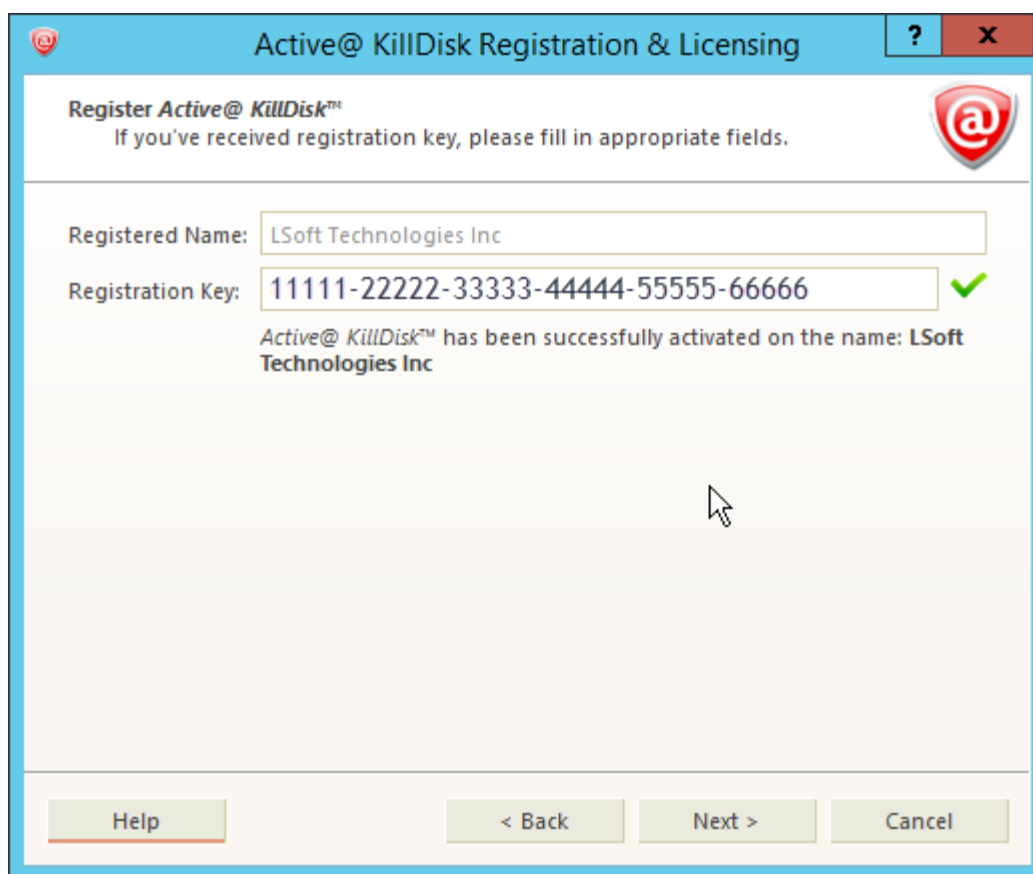 Active@ KillDisk Registration & Licensing
? x
Register Active@ KillDisk™
If you've received registration key, please fill in appropriate fields.
Registered Name: LSoft Technologies Inc
Registration Key: 11111-22222-33333-44444-55555-66666
Active@ KillDisk™ has been successfully activated on the name: LSoft
Technologies Inc
Help < Back Next > Cancel